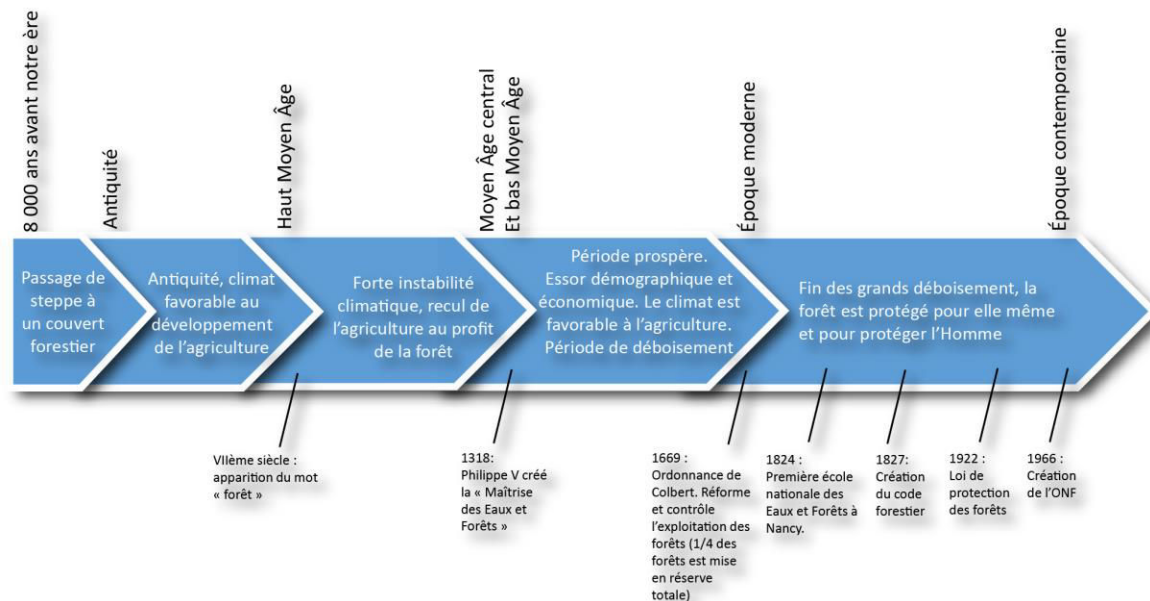 8 000 ans avant notre ère
Antiquité
Haut Moyen Âge
Moyen Âge central
Et bas Moyen Âge
Époque moderne
Époque contemporaine
Passage de
steppe à
un couvert
forestier
Antiquité, climat
favorable au
développement
de l'agriculture
Forte instabilité
climatique, recul de
l'agriculture au profit
de la forêt
Période prospère.
Essor démographique et
économique. Le climat est
favorable à l'agriculture.
Période de déboisement
Fin des grands déboisement, la
forêt est protégé pour elle même
et pour protéger l'Homme
VIIème siècle :
apparition du mot
« forêt »
1318:
Philippe V créé
la « Maîtrise
des Eaux et
Forêts »
1669 :
Ordonnance de
Colbert. Réforme
et contrôle
l'exploitation des
forêts (1/4 des
forêts est mise
en réserve
totale)
1824 :
Première école
nationale des
Eaux et Forêts à
Nancy.
1827:
Création
du code
forestier
1922 :
Loi de
protection
des forêts
1966 :
Création
de l'ONF